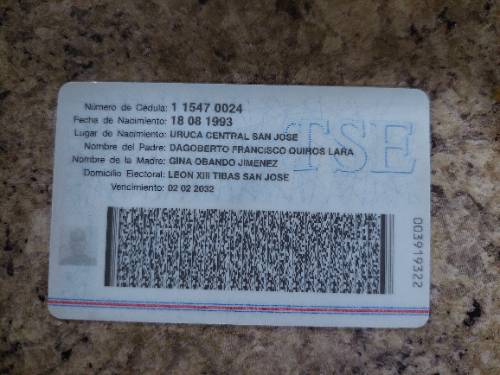 Número de Cédula: 1 1547 0024
Fecha de Nacimiento: 18 08 1993
Lugar de Nacimiento: URUCA CENTRAL SAN JOSE
Nombre del Padre: DAGOBERTO FRANCISCO QUIROS LARA
Nombre de la Madre: GINA OBANDO JIMENEZ
Domicilio Electoral: LEON XIII TIBAS SAN JOSE
Vencimiento: 02 02 2032
TSE
003919322